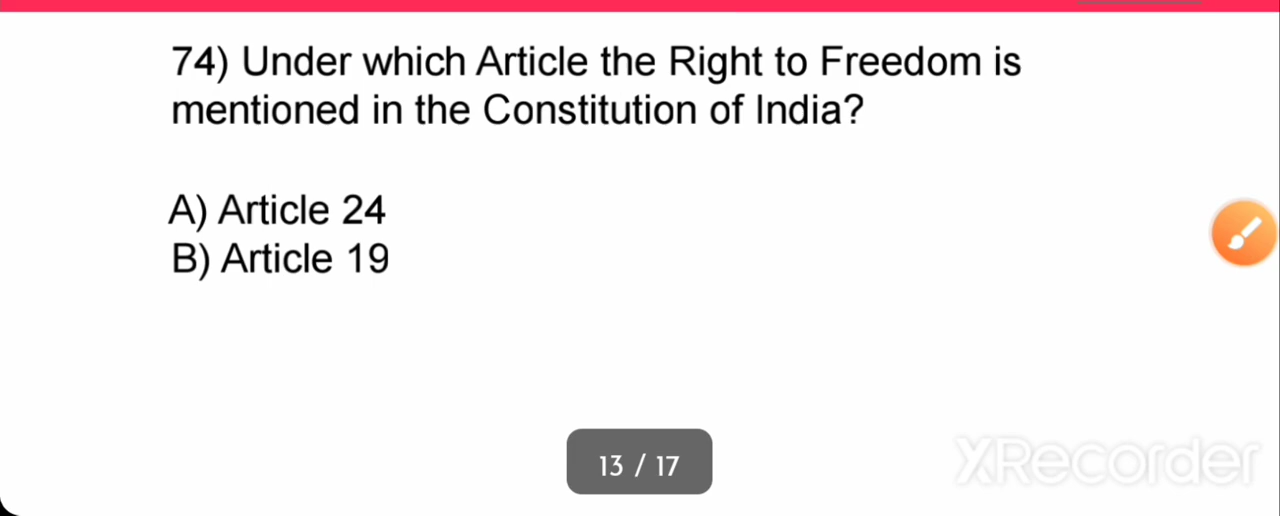 74) Under which Article the Right to Freedom is
mentioned in the Constitution of India?
A) Article 24
B) Article 19
13 / 17
XRecorder